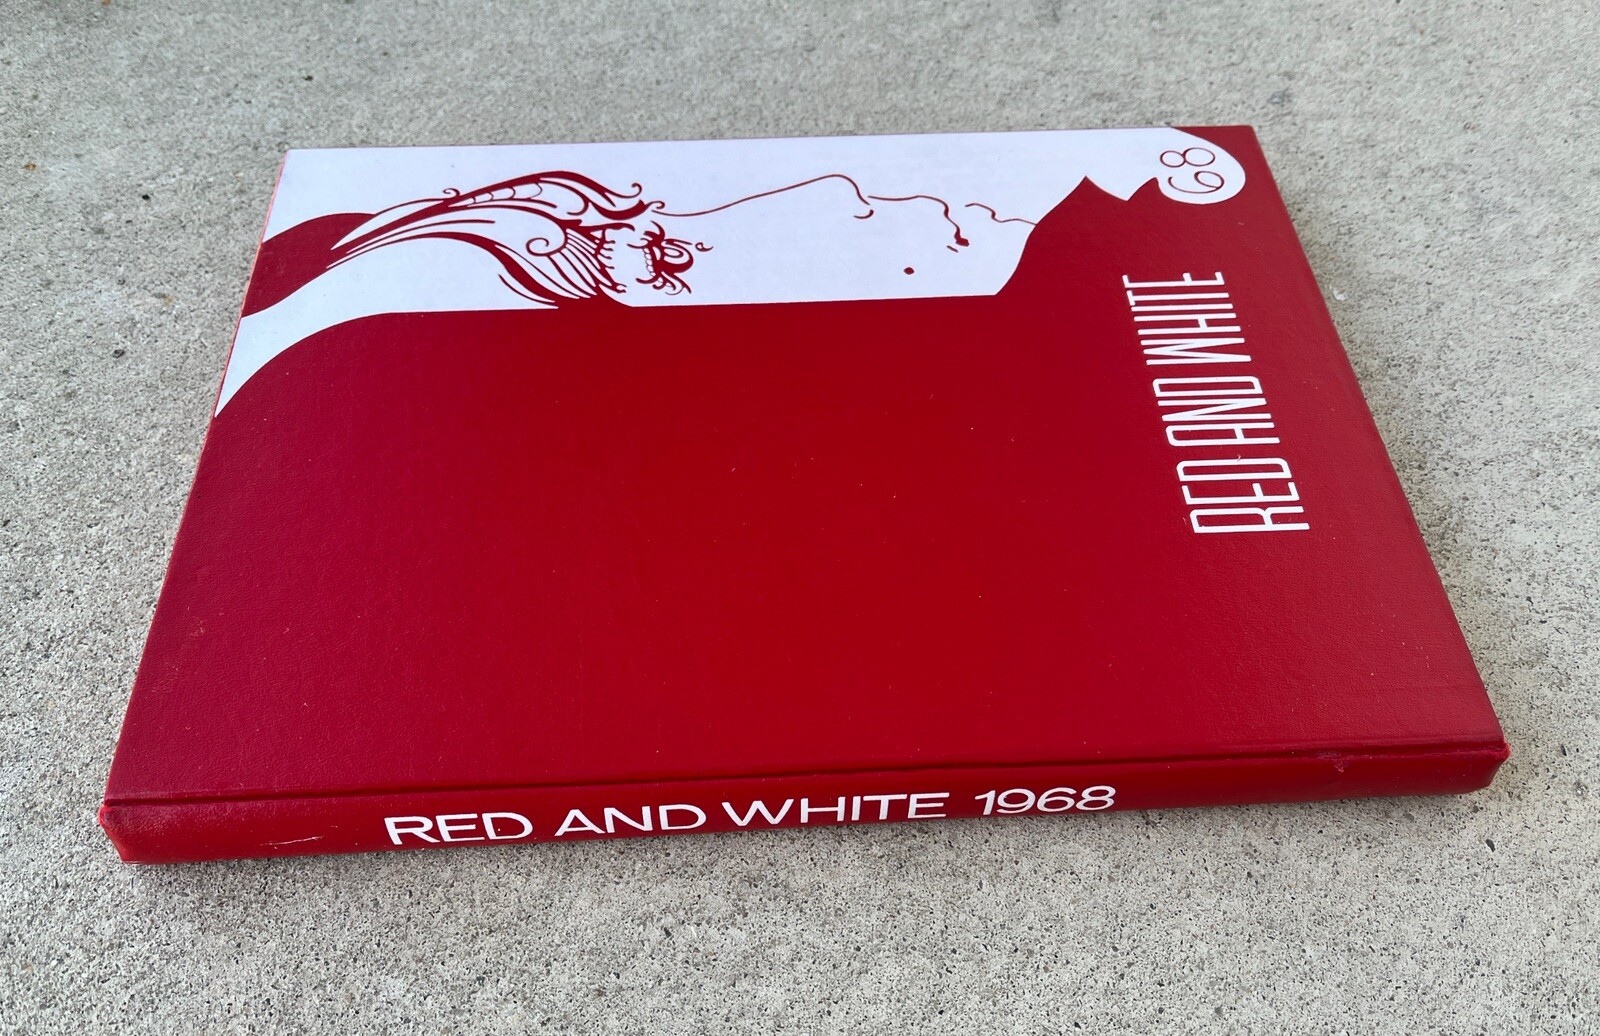 68
RED AND WHITE
RED AND WHITE 1968